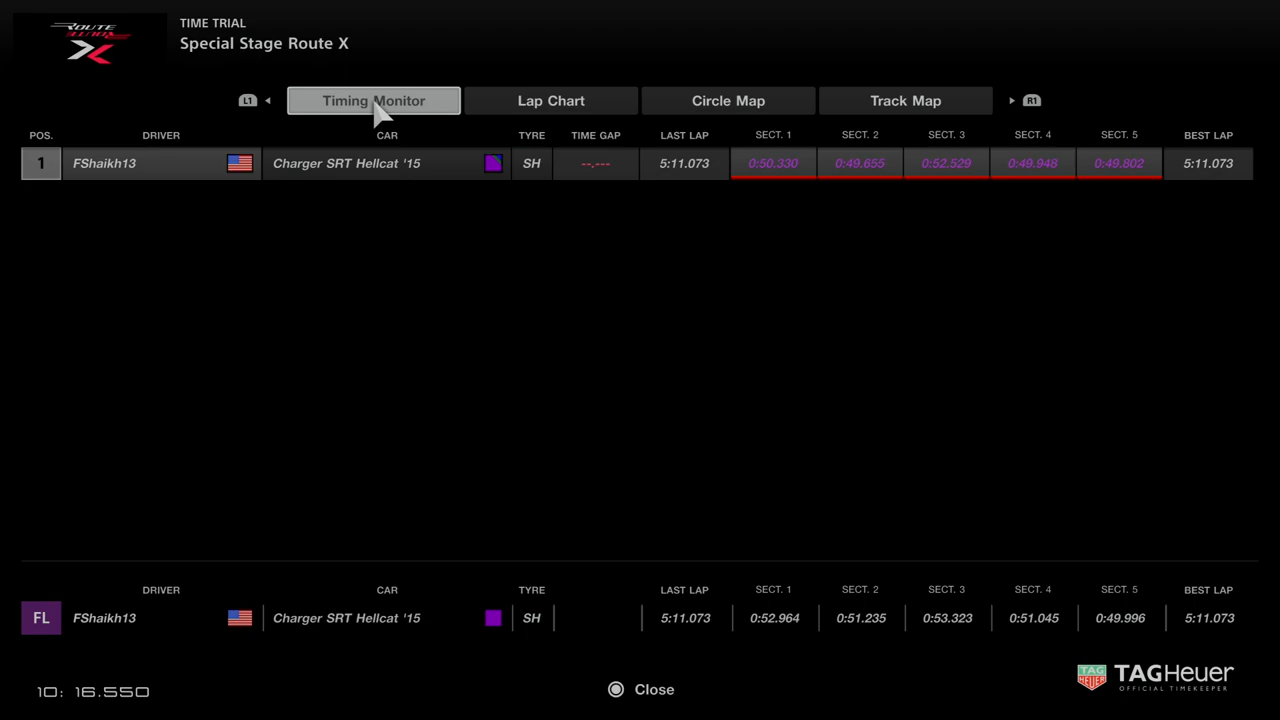 ROUTE
X
TIME TRIAL
Special Stage Route X
L1 Timing Monitor Lap Chart Circle Map Track Map R1
POS. DRIVER CAR TYRE TIME GAP LAST LAP SECT. 1 SECT. 2 SECT. 3 SECT. 4 SECT. 5 BEST LAP
1 FShaikh13 Charger SRT Hellcat '15 SH --.--- 5:11.073 0:50.330 0:49.655 0:52.529 0:49.948 0:49.802 5:11.073
DRIVER CAR TYRE LAST LAP SECT. 1 SECT. 2 SECT. 3 SECT. 4 SECT. 5 BEST LAP
FL FShaikh13 Charger SRT Hellcat '15 SH 5:11.073 0:52.964 0:51.235 0:53.323 0:51.045 0:49.996 5:11.073
10: 16.550
Close
TAG HEUER TAGHeuer
OFFICIAL TIMEKEEPER